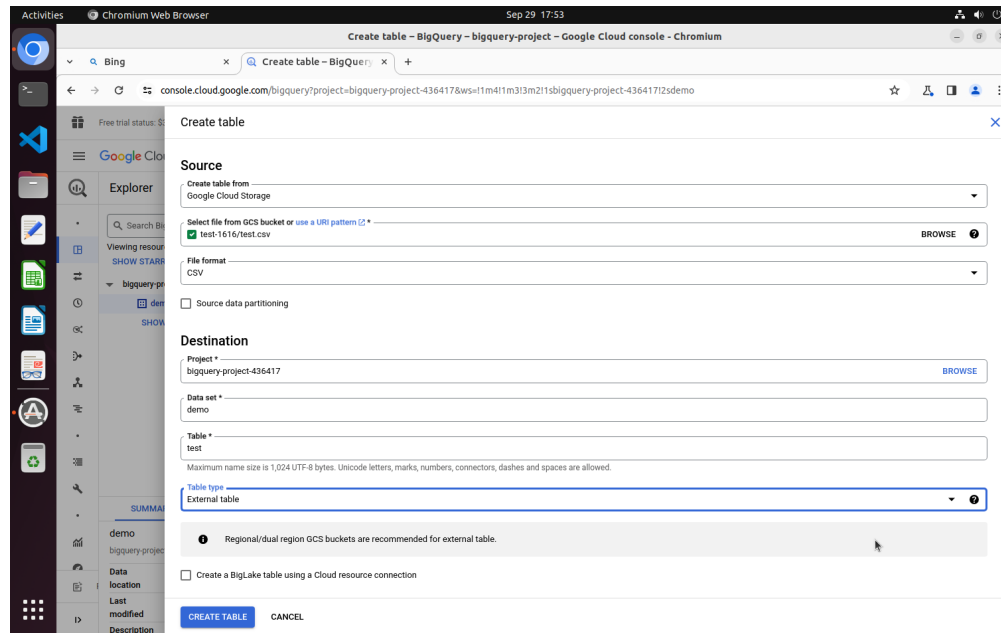 Activities
Chromium Web Browser
Sep 29 17:53
Create table – BigQuery – bigquery-project – Google Cloud console - Chromium
Bing
Create table – BigQuery
console.cloud.google.com/bigquery?project=bigquery-project-436417&ws=!1m4!1m3!3m2!1sbigquery-project-436417!2sdemo
Free trial status: $
Create table
Google Clo
Source
Create table from
Google Cloud Storage
Explorer
Search Bi
Select file from GCS bucket or use a URI pattern *
test-1616/test.csv
BROWSE
Viewing resour
SHOW STARR
File format
CSV
bigquery-pr
dem
Source data partitioning
SHOW
Destination
Project *
bigquery-project-436417
BROWSE
Data set *
demo
Table *
test
Maximum name size is 1,024 UTF-8 bytes. Unicode letters, marks, numbers, connectors, dashes and spaces are allowed.
Table type
External table
SUMMA
demo
bigquery-projec
Regional/dual region GCS buckets are recommended for external table.
Data
location
Create a BigLake table using a Cloud resource connection
Last
modified
CREATE TABLE
CANCEL
Description